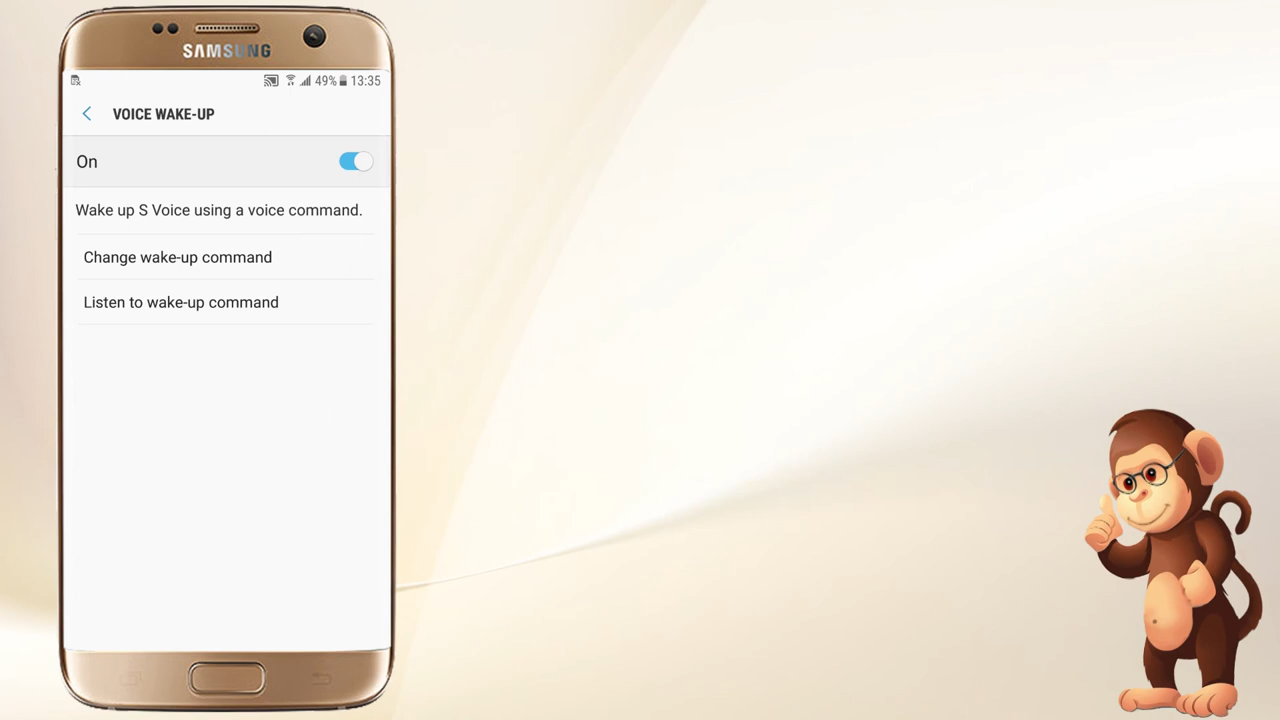 SAMSUNG
49% 13:35
VOICE WAKE-UP
On
Wake up S Voice using a voice command.
Change wake-up command
Listen to wake-up command